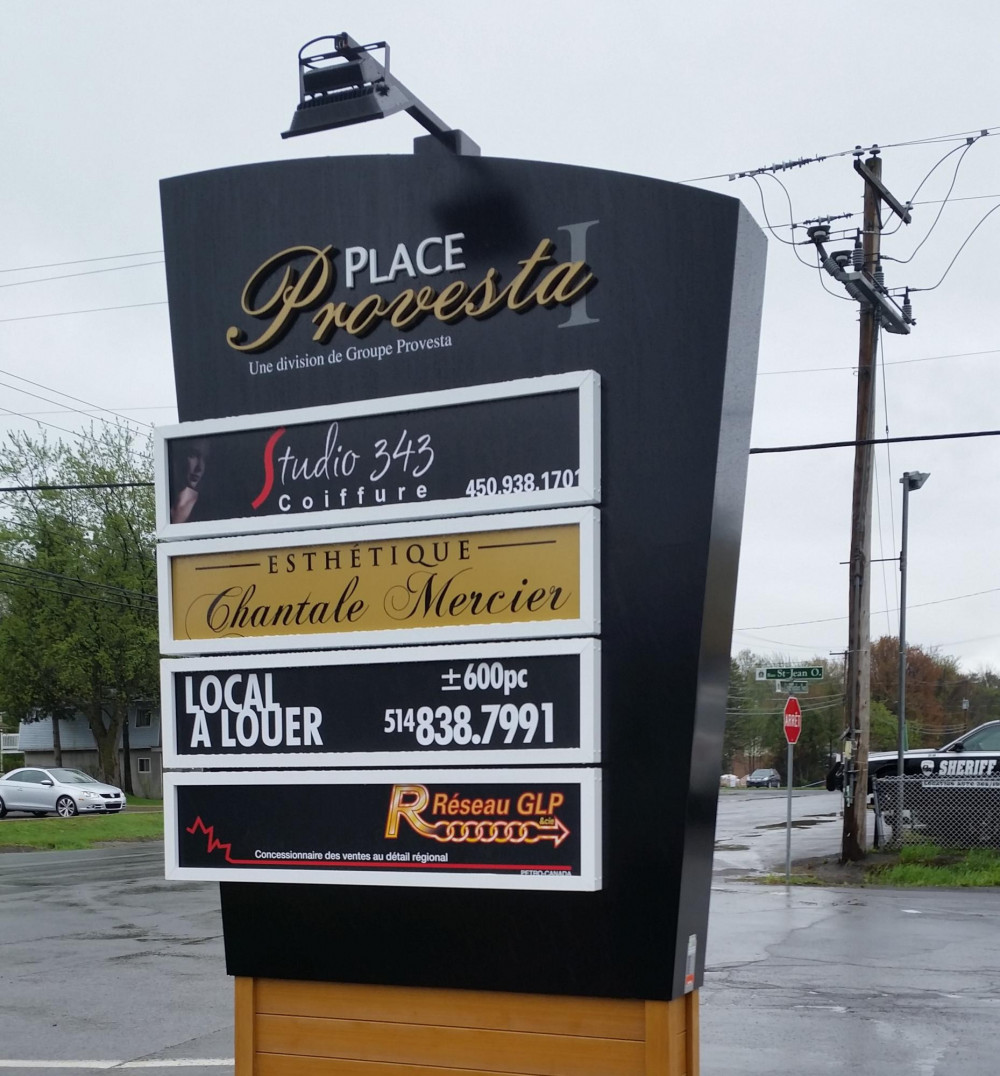 PLACE
Provesta I
Une division de Groupe Provesta
Studio 343
Coiffure 450.938.1701
ESTHÉTIQUE
Chantale Mercier
LOCAL
À LOUER
±600pc
514 838.7991
R Réseau GLP
&cie
Concessionnaire des ventes au détail régional
PETRO-CANADA
St-Jean O.
ARRÊT
SHERIFF